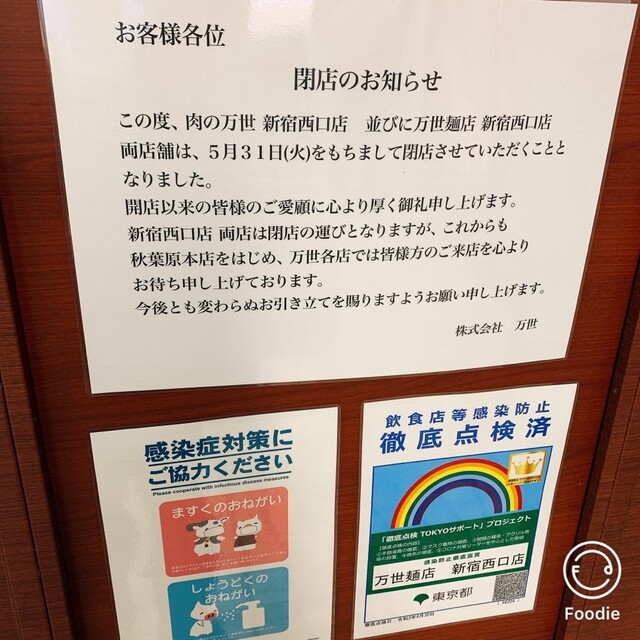 お客様各位
閉店のお知らせ
この度、肉の万世 新宿西口店　並びに万世麺店 新宿西口店
両店舗は、５月３１日(火)をもちまして閉店させていただくことと
なりました。
開店以来の皆様のご愛顧に心より厚く御礼申し上げます。
新宿西口店 両店は閉店の運びとなりますが、これからも
秋葉原本店をはじめ、万世各店では皆様方のご来店を心より
お待ち申し上げております。
今後とも変わらぬお引き立てを賜りますようお願い申し上げます。
株式会社　万世
感染症対策に
ご協力ください
Please cooperate with infectious disease measures
ますくのおねがい
しょうどくの
おねがい
飲食店等感染防止
徹底点検済
「徹底点検 TOKYOサポート」プロジェクト
感染防止徹底宣言
万世麺店　新宿西口店
東京都
Foodie